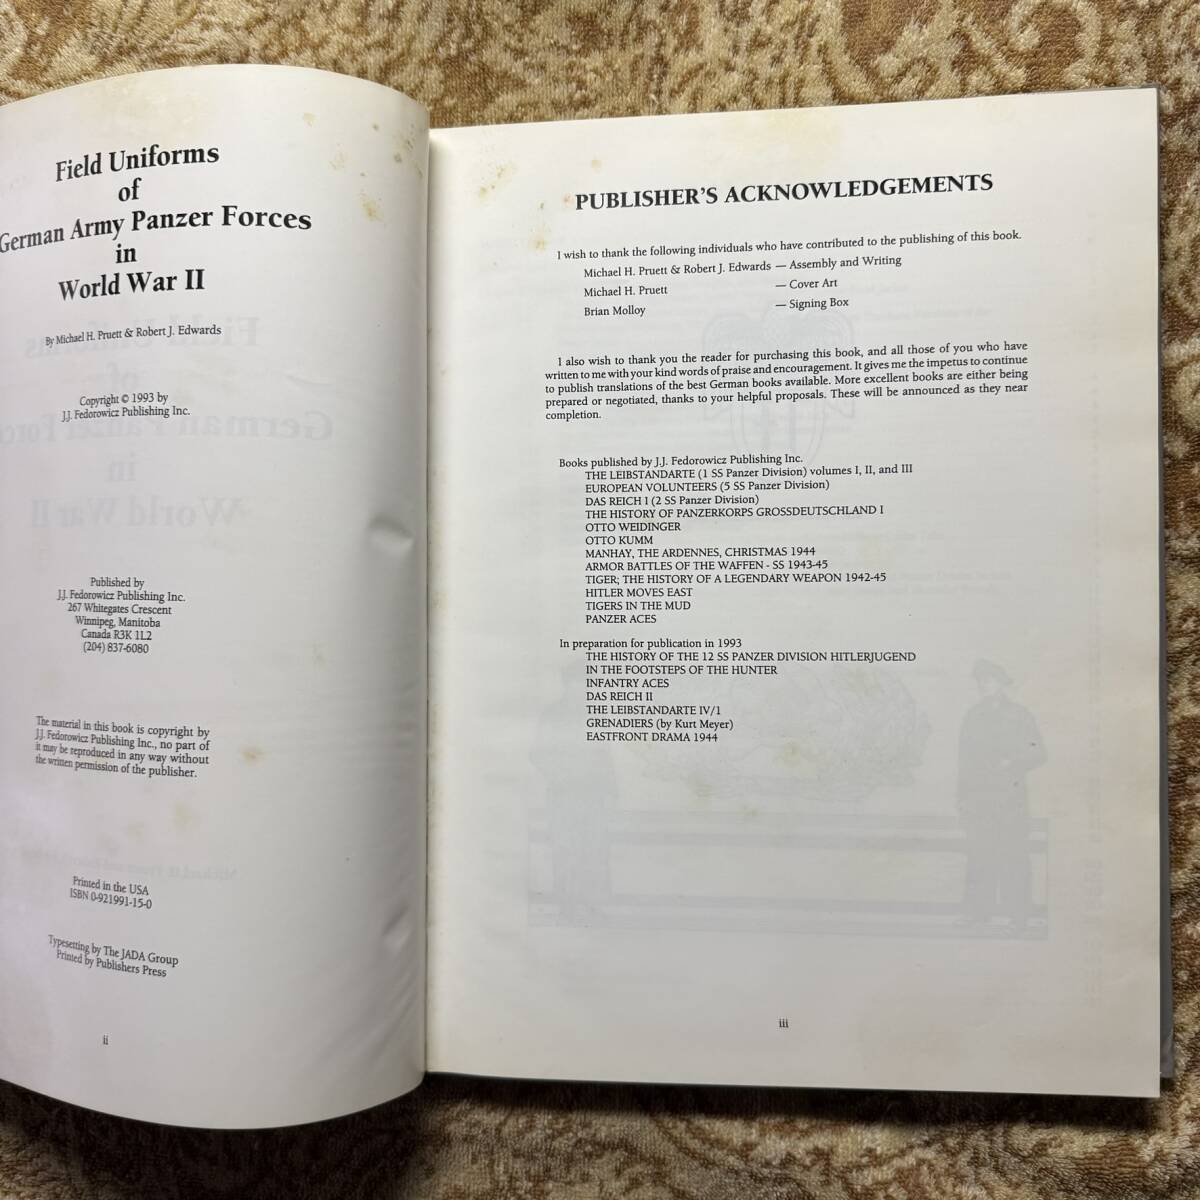 Field Uniforms
of
German Army Panzer Forces
in
World War II
By Michael H. Pruett & Robert J. Edwards
Copyright © 1993 by
J.J. Fedorowicz Publishing Inc.
Published by
J.J. Fedorowicz Publishing Inc.
267 Whitegates Crescent
Winnipeg, Manitoba
Canada R3K 1L2
(204) 837-6080
The material in this book is copyright by
J.J. Fedorowicz Publishing Inc., no part of
it may be reproduced in any way without
the written permission of the publisher.
Printed in the USA
ISBN 0-921991-15-0
Typesetting by The JADA Group
Printed by Publishers Press
ii
PUBLISHER'S ACKNOWLEDGEMENTS
I wish to thank the following individuals who have contributed to the publishing of this book.
Michael H. Pruett & Robert J. Edwards — Assembly and Writing
Michael H. Pruett — Cover Art
Brian Molloy — Signing Box
I also wish to thank you the reader for purchasing this book, and all those of you who have
written to me with your kind words of praise and encouragement. It gives me the impetus to continue
to publish translations of the best German books available. More excellent books are either being
prepared or negotiated, thanks to your helpful proposals. These will be announced as they near
completion.
Books published by J.J. Fedorowicz Publishing Inc.
THE LEIBSTANDARTE (1 SS Panzer Division) volumes I, II, and III
EUROPEAN VOLUNTEERS (5 SS Panzer Division)
DAS REICH I (2 SS Panzer Division)
THE HISTORY OF PANZERKORPS GROSSDEUTSCHLAND I
OTTO WEIDINGER
OTTO KUMM
MANHAY, THE ARDENNES, CHRISTMAS 1944
ARMOR BATTLES OF THE WAFFEN - SS 1943-45
TIGER; THE HISTORY OF A LEGENDARY WEAPON 1942-45
HITLER MOVES EAST
TIGERS IN THE MUD
PANZER ACES
In preparation for publication in 1993
THE HISTORY OF THE 12 SS PANZER DIVISION HITLERJUGEND
IN THE FOOTSTEPS OF THE HUNTER
INFANTRY ACES
DAS REICH II
THE LEIBSTANDARTE IV/1
GRENADIERS (by Kurt Meyer)
EASTFRONT DRAMA 1944
iii